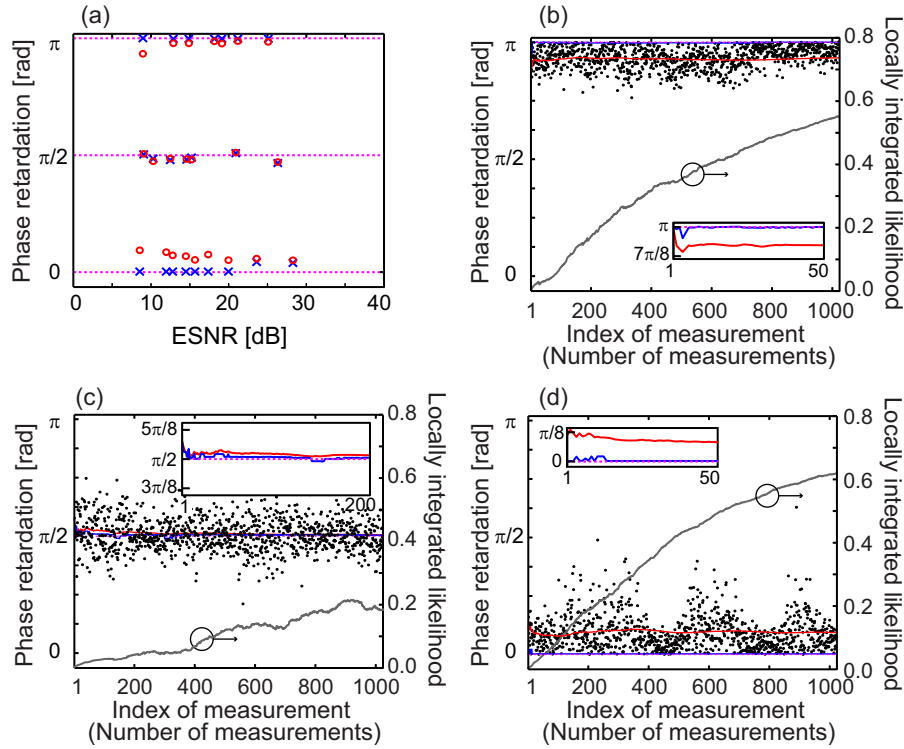 (a)
Phase retardation [rad]
π
π/2
0
0 10 20 30 40
ESNR [dB]
(b)
Phase retardation [rad]
π
π/2
0
0.8
0.6
0.4
0.2
0.0
Locally integrated likelihood
π
7π/8
1 50
1 200 400 600 800 1000
Index of measurement
(Number of measurements)
(c)
Phase retardation [rad]
π
π/2
0
0.8
0.6
0.4
0.2
0.0
Locally integrated likelihood
5π/8
π/2
3π/8
1 200
1 200 400 600 800 1000
Index of measurement
(Number of measurements)
(d)
Phase retardation [rad]
π
π/2
0
0.8
0.6
0.4
0.2
0.0
Locally integrated likelihood
π/8
0
1 50
1 200 400 600 800 1000
Index of measurement
(Number of measurements)